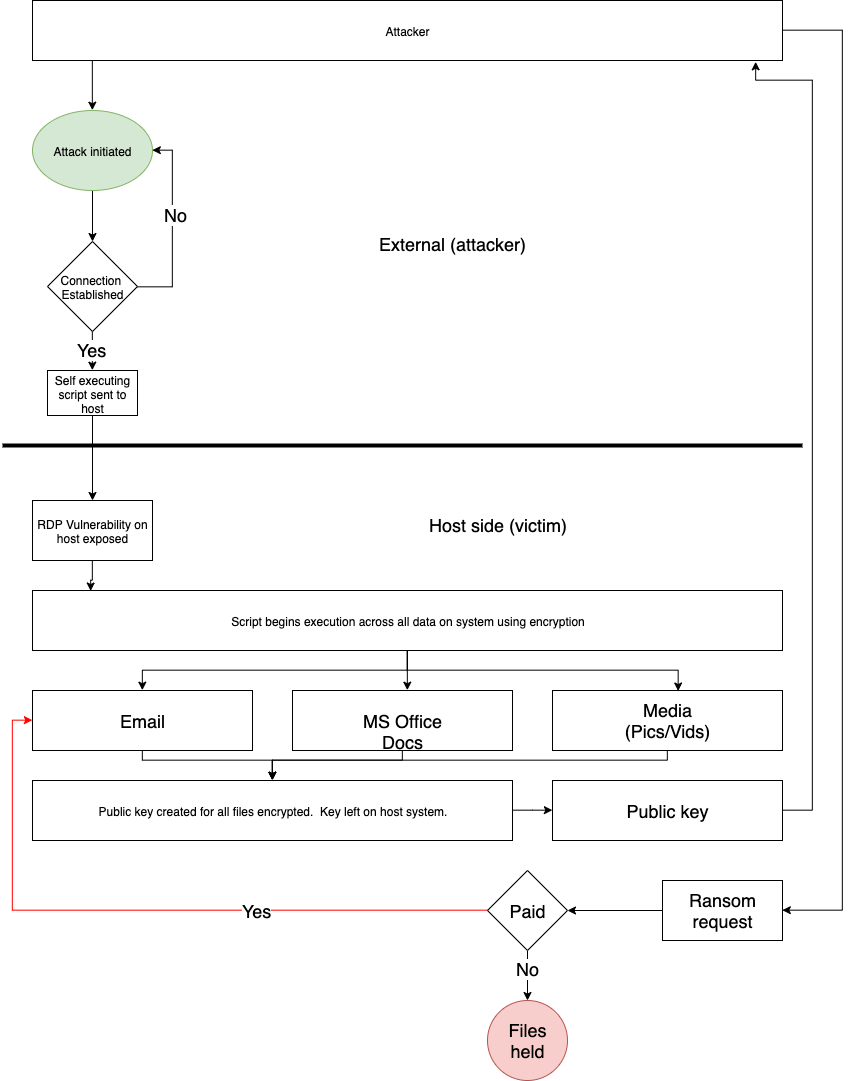 Attacker
Attack initiated
No
External (attacker)
Connection
Established
Yes
Self executing
script sent to
host
RDP Vulnerability on
host exposed
Host side (victim)
Script begins execution across all data on system using encryption
Email
MS Office
Docs
Media
(Pics/Vids)
Public key created for all files encrypted.  Key left on host system.
Public key
Ransom
request
Paid
Yes
No
Files
held